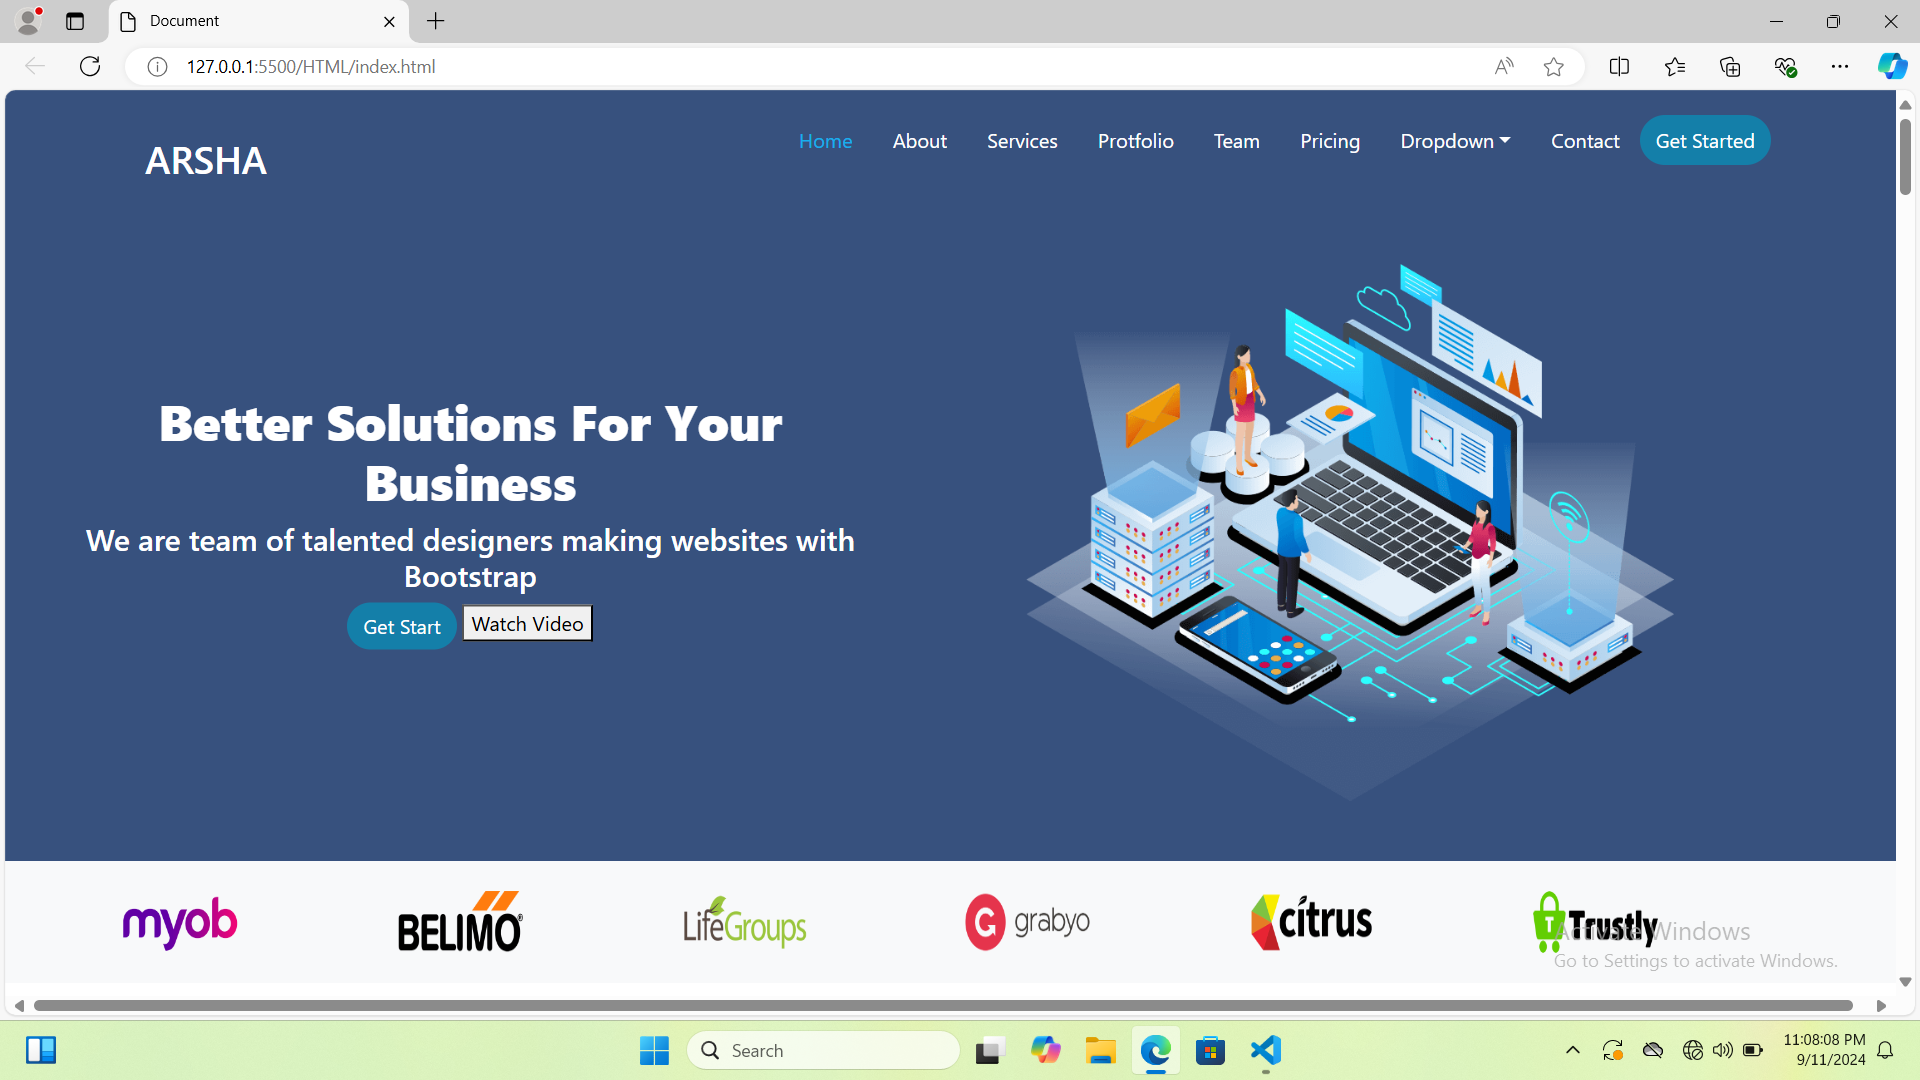 Document
127.0.0.1:5500/HTML/index.html
ARSHA
Home About Services Protfolio Team Pricing Dropdown Contact Get Started
Better Solutions For Your
Business
We are team of talented designers making websites with
Bootstrap
Get Start Watch Video
myob BELIMO® LifeGroups G grabyo citrus T Trustly
Activate Windows
Go to Settings to activate Windows.
Search
11:08:08 PM
9/11/2024